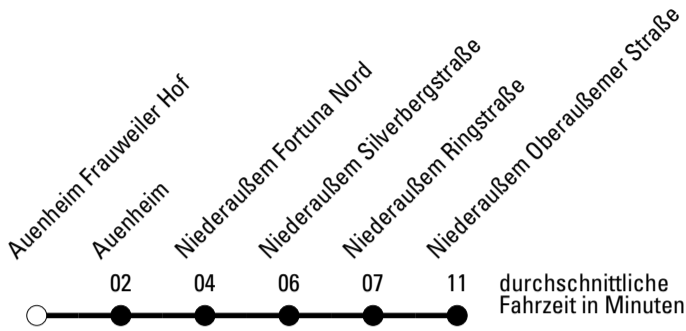 Auenheim Frauweiler Hof
Auenheim
Niederaußem Fortuna Nord
Niederaußem Silverbergstraße
Niederaußem Ringstraße
Niederaußem Oberaußemer Straße
02 04 06 07 11
durchschnittliche
Fahrzeit in Minuten